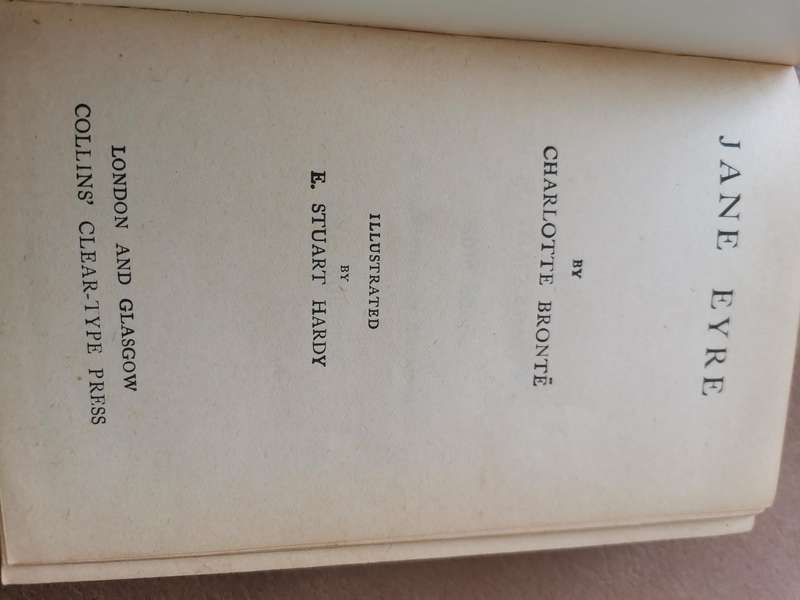 JANE EYRE
BY
CHARLOTTE BRONTË
ILLUSTRATED
BY
E. STUART HARDY
LONDON AND GLASGOW
COLLINS' CLEAR-TYPE PRESS